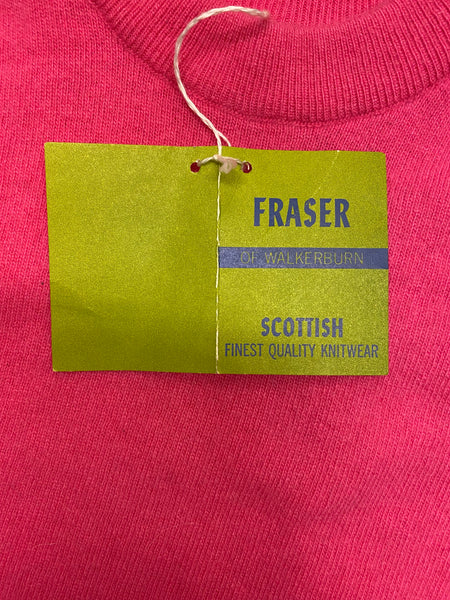 FRASER
OF WALKERBURN
SCOTTISH
FINEST QUALITY KNITWEAR